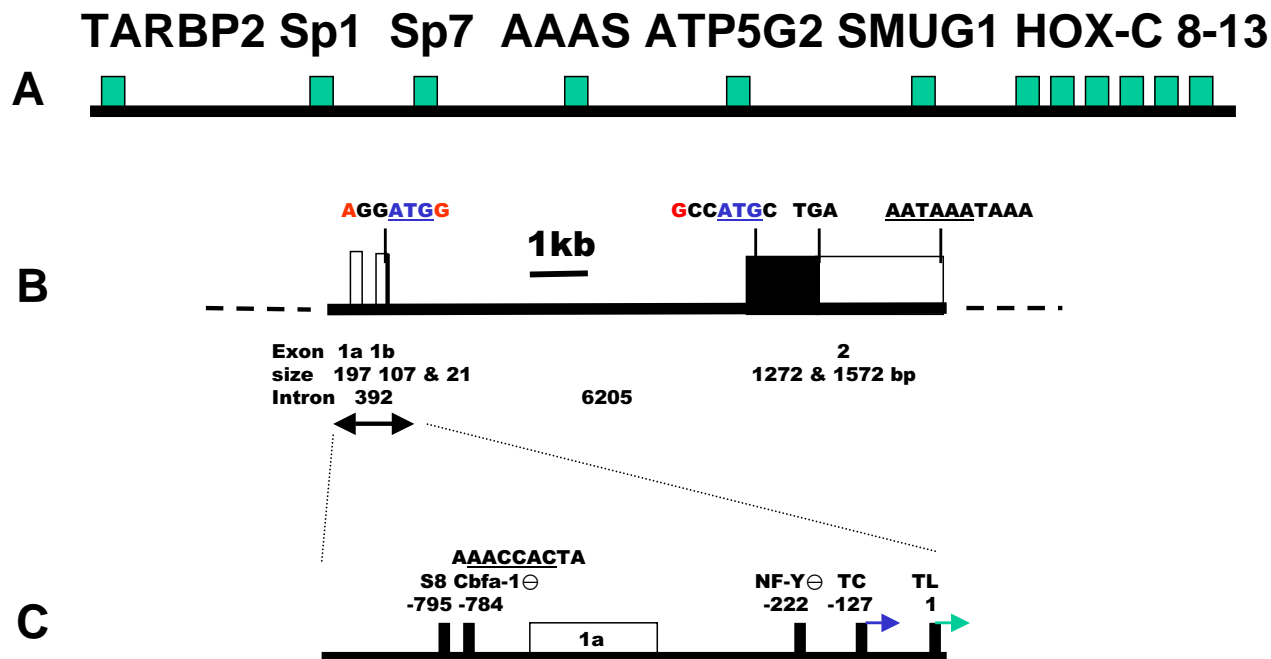 TARBP2 Sp1 Sp7 AAAS ATP5G2 SMUG1 HOX-C 8-13
A
AGGATGG GCCATGC TGA AATAAATAAA
1kb
B
Exon 1a 1b 2
size 197 107 & 21 1272 & 1572 bp
Intron 392 6205
AAACCACTA
S8 Cbfa-1⊖ NF-Y⊖ TC TL
-795 -784 -222 -127 1
C
1a